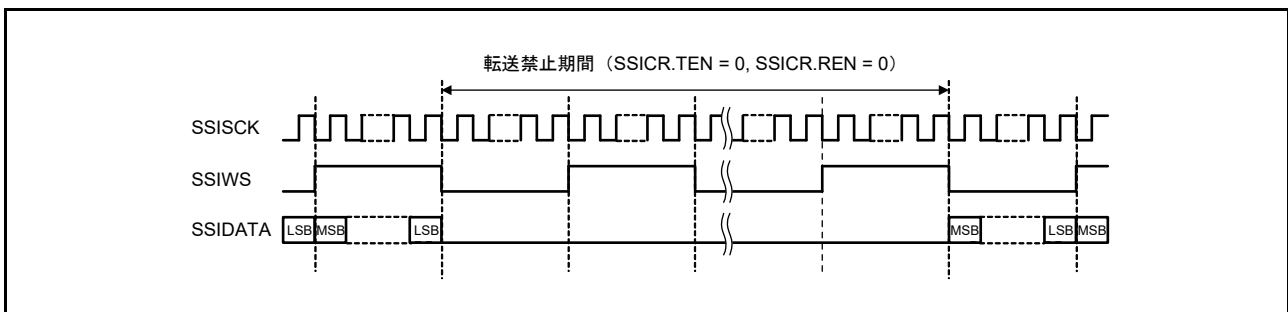 転送禁止期間（SSICR.TEN = 0, SSICR.REN = 0）
SSISCK
SSIWS
SSIDATA LSB MSB LSB MSB LSB MSB